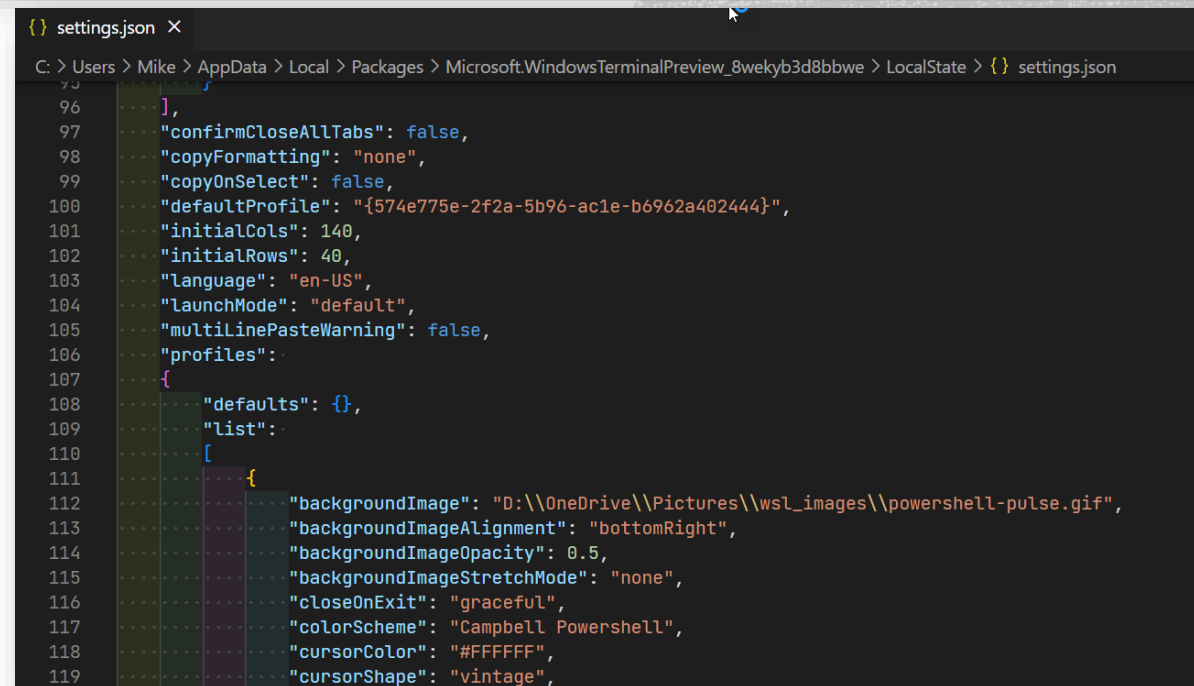 {} settings.json ×
C: > Users > Mike > AppData > Local > Packages > Microsoft.WindowsTerminalPreview_8wekyb3d8bbwe > LocalState > {} settings.json
95 }
96 ],
97 "confirmCloseAllTabs": false,
98 "copyFormatting": "none",
99 "copyOnSelect": false,
100 "defaultProfile": "{574e775e-2f2a-5b96-ac1e-b6962a402444}",
101 "initialCols": 140,
102 "initialRows": 40,
103 "language": "en-US",
104 "launchMode": "default",
105 "multiLinePasteWarning": false,
106 "profiles":
107 {
108 "defaults": {},
109 "list":
110 [
111 {
112 "backgroundImage": "D:\\OneDrive\\Pictures\\wsl_images\\powershell-pulse.gif",
113 "backgroundImageAlignment": "bottomRight",
114 "backgroundImageOpacity": 0.5,
115 "backgroundImageStretchMode": "none",
116 "closeOnExit": "graceful",
117 "colorScheme": "Campbell Powershell",
118 "cursorColor": "#FFFFFF",
119 "cursorShape": "vintage",